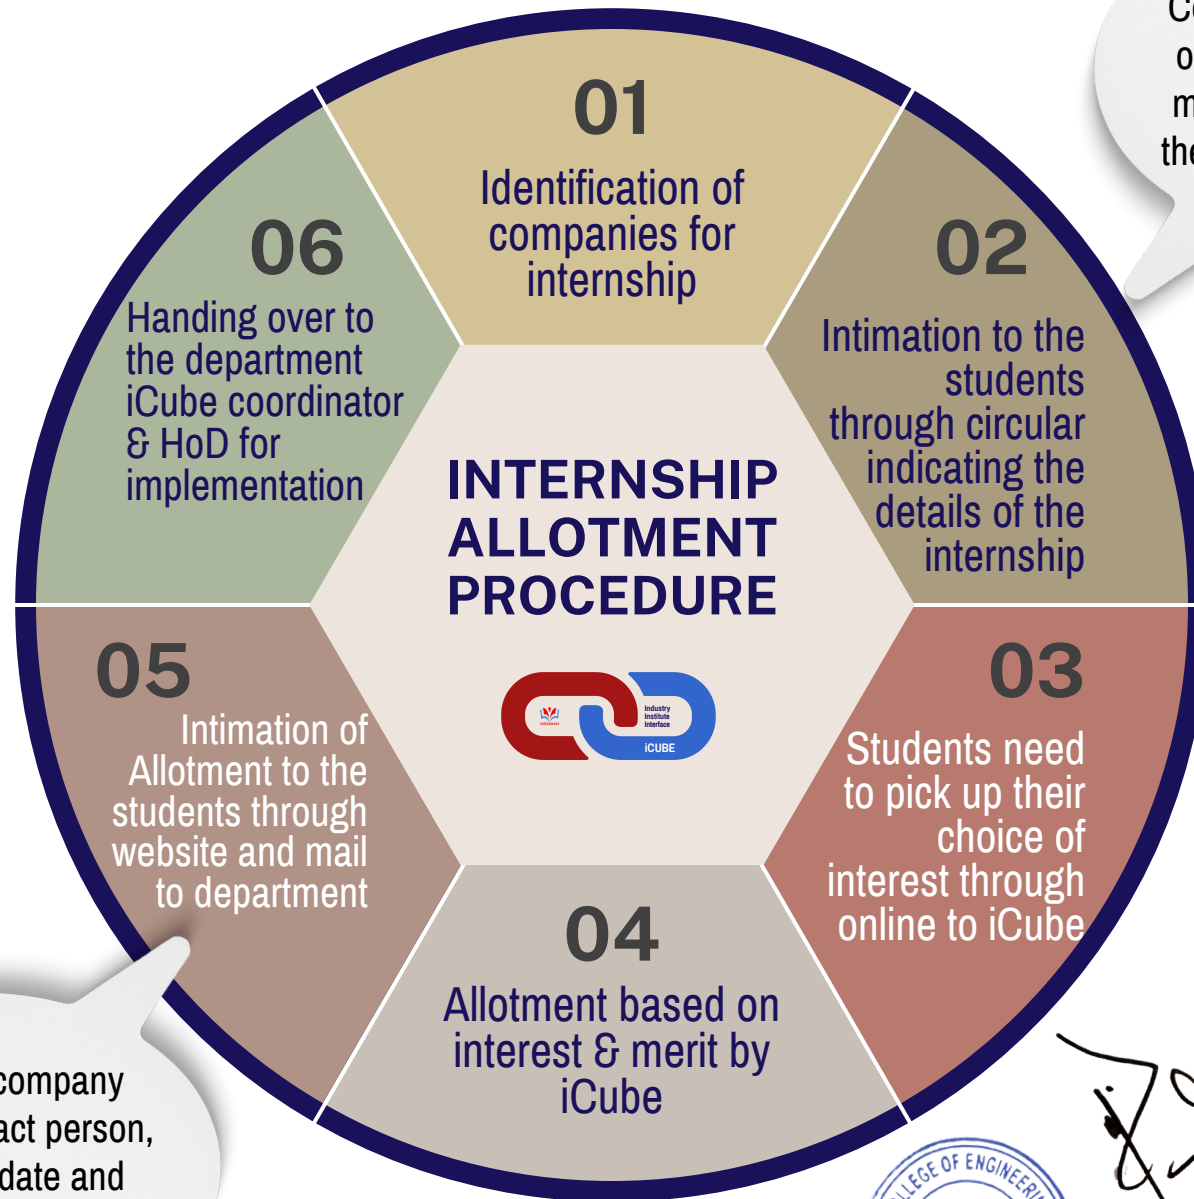 01
Identification of
companies for
internship
02
Intimation to the
students
through circular
indicating the
details of the
internship
03
Students need
to pick up their
choice of
interest through
online to iCube
04
Allotment based on
interest & merit by
iCube
05
Intimation of
Allotment to the
students through
website and mail
to department
06
Handing over to
the department
iCube coordinator
& HoD for
implementation
INTERNSHIP
ALLOTMENT
PROCEDURE
Industry
Institute
Interface
iCUBE
company
person,
date and
OF ENGINEERING